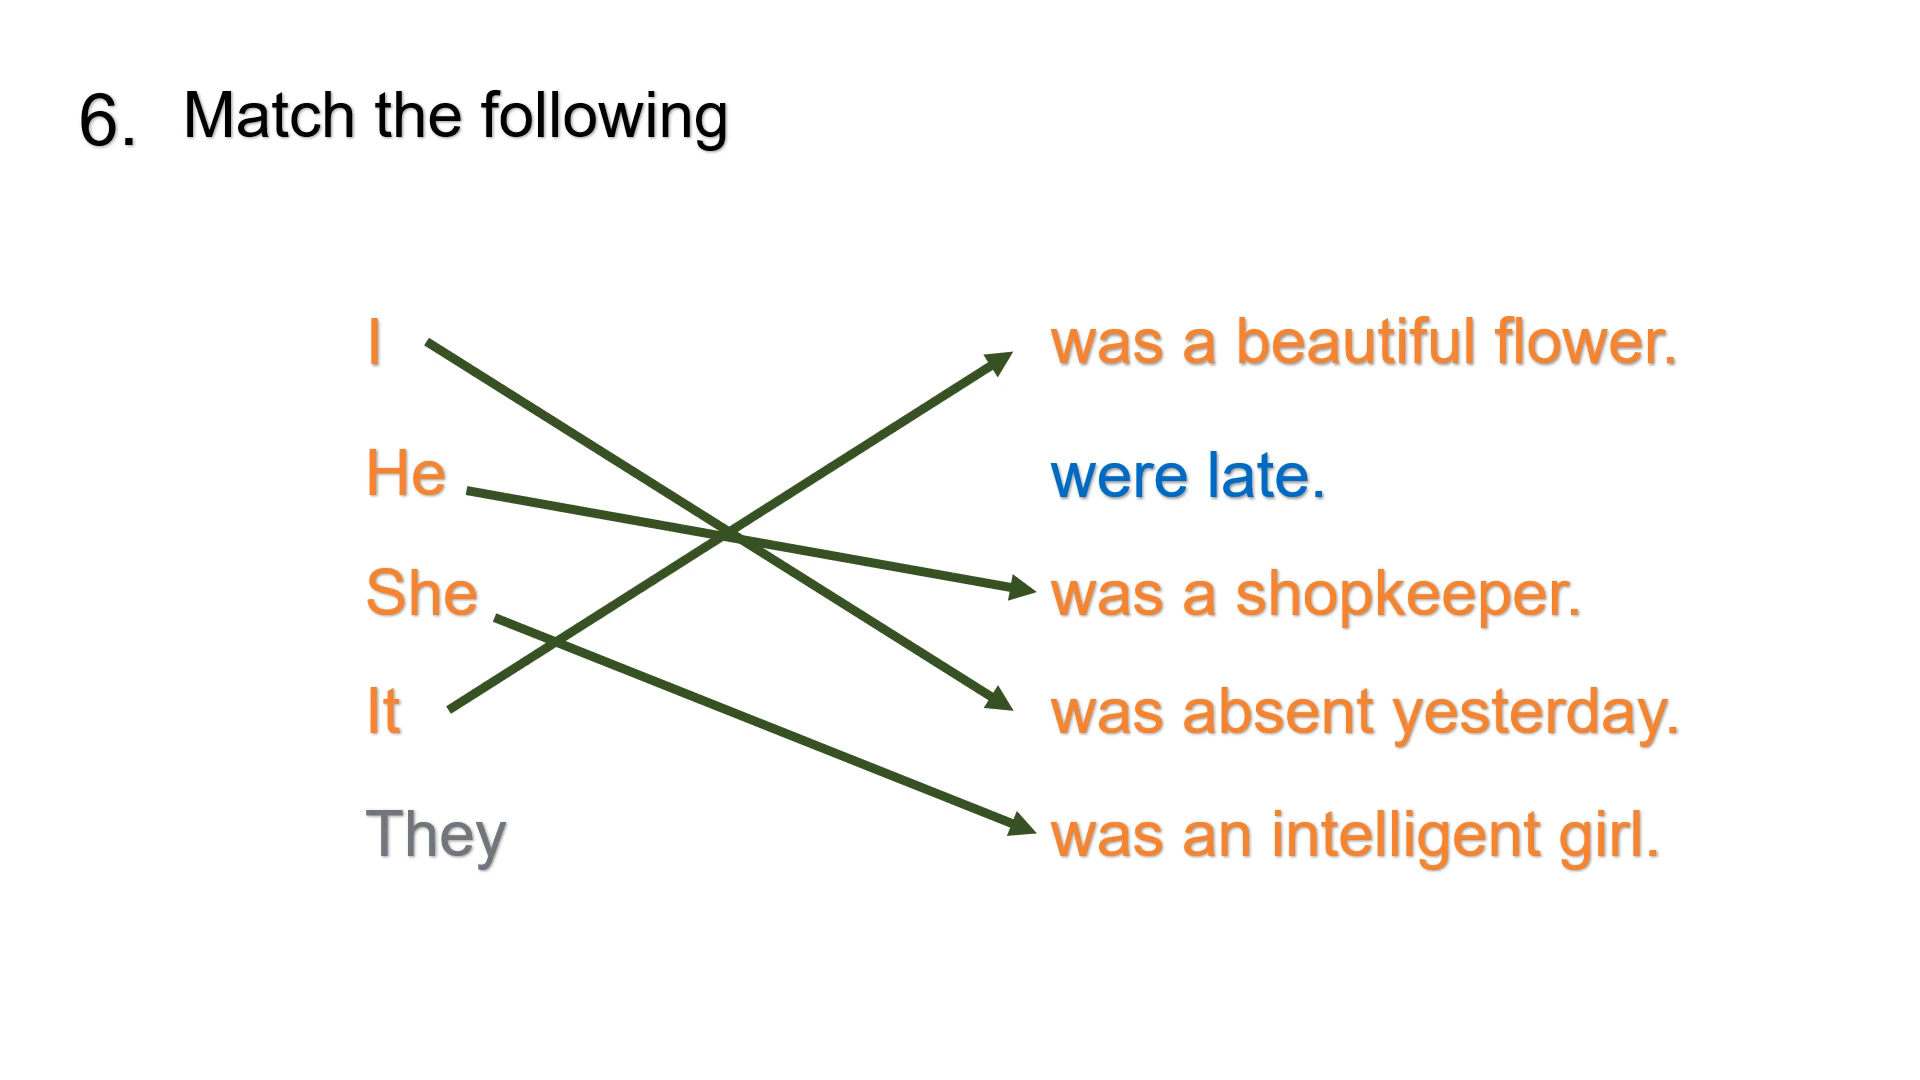 6. Match the following
I was a beautiful flower.
He were late.
She was a shopkeeper.
It was absent yesterday.
They was an intelligent girl.